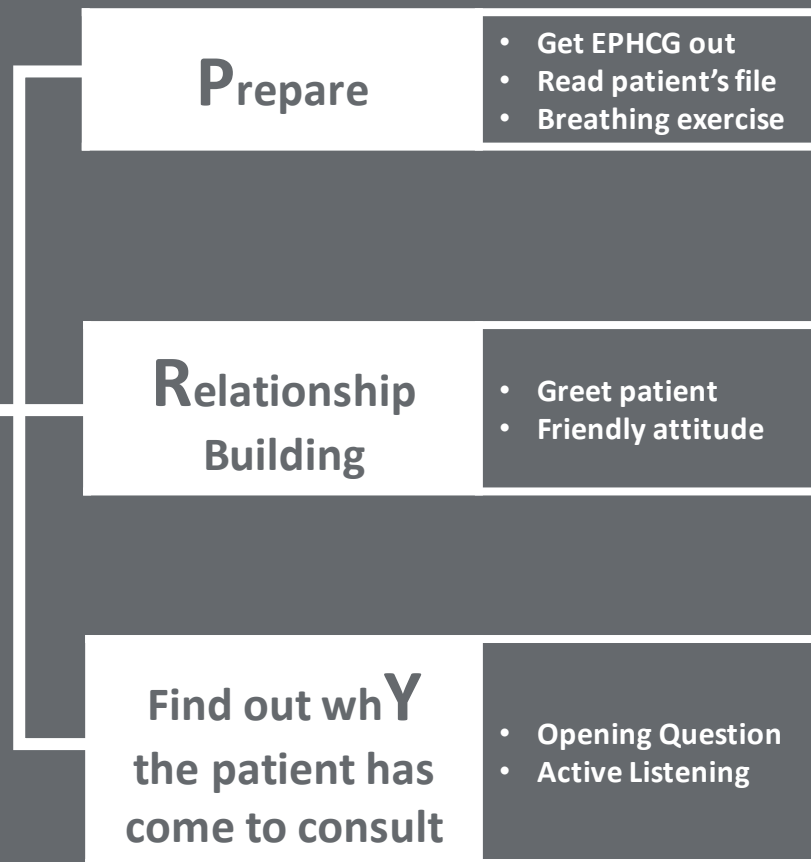 Prepare
• Get EPHCG out
• Read patient's file
• Breathing exercise
Relationship
Building
• Greet patient
• Friendly attitude
Find out whY
the patient has
come to consult
• Opening Question
• Active Listening